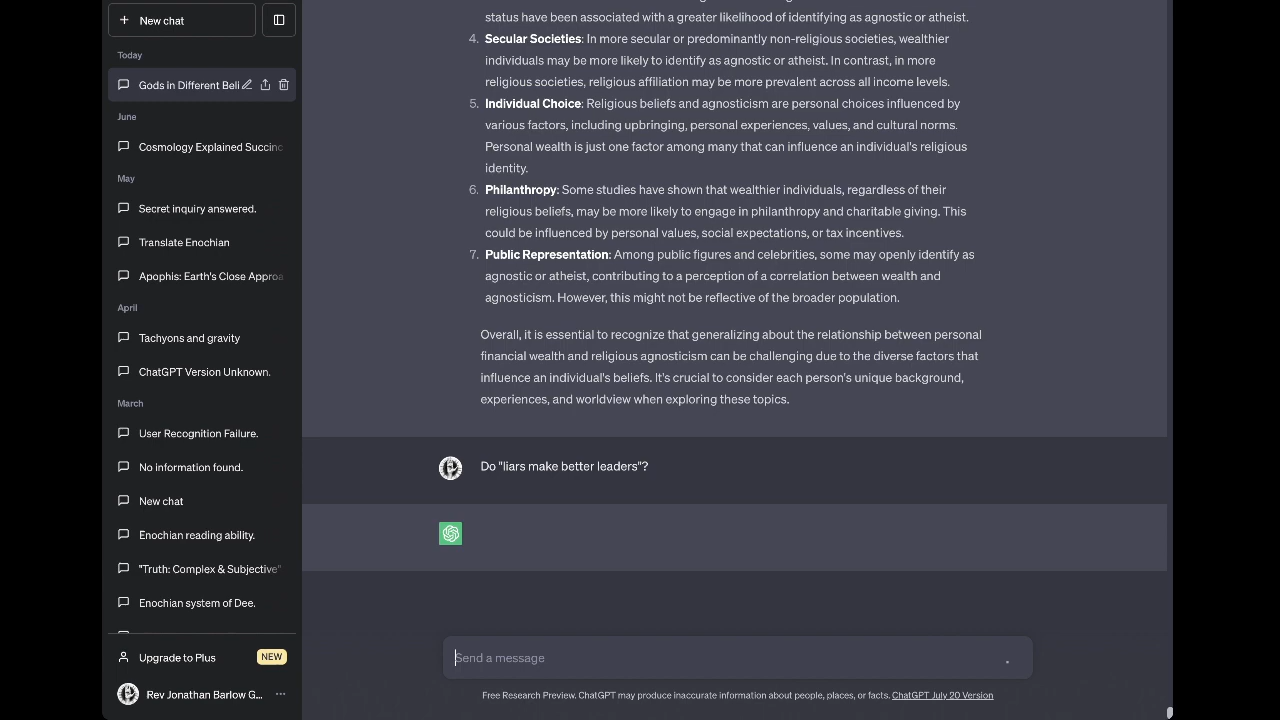 New chat
Today
Gods in Different Beli
June
Cosmology Explained Succinc
May
Secret inquiry answered.
Translate Enochian
Apophis: Earth's Close Approa
April
Tachyons and gravity
ChatGPT Version Unknown.
March
User Recognition Failure.
No information found.
New chat
Enochian reading ability.
"Truth: Complex & Subjective"
Enochian system of Dee.
Upgrade to Plus NEW
Rev Jonathan Barlow G...
status have been associated with a greater likelihood of identifying as agnostic or atheist.
4. Secular Societies: In more secular or predominantly non-religious societies, wealthier
individuals may be more likely to identify as agnostic or atheist. In contrast, in more
religious societies, religious affiliation may be more prevalent across all income levels.
5. Individual Choice: Religious beliefs and agnosticism are personal choices influenced by
various factors, including upbringing, personal experiences, values, and cultural norms.
Personal wealth is just one factor among many that can influence an individual's religious
identity.
6. Philanthropy: Some studies have shown that wealthier individuals, regardless of their
religious beliefs, may be more likely to engage in philanthropy and charitable giving. This
could be influenced by personal values, social expectations, or tax incentives.
7. Public Representation: Among public figures and celebrities, some may openly identify as
agnostic or atheist, contributing to a perception of a correlation between wealth and
agnosticism. However, this might not be reflective of the broader population.
Overall, it is essential to recognize that generalizing about the relationship between personal
financial wealth and religious agnosticism can be challenging due to the diverse factors that
influence an individual's beliefs. It's crucial to consider each person's unique background,
experiences, and worldview when exploring these topics.
Do "liars make better leaders"?
Send a message
Free Research Preview. ChatGPT may produce inaccurate information about people, places, or facts. ChatGPT July 20 Version